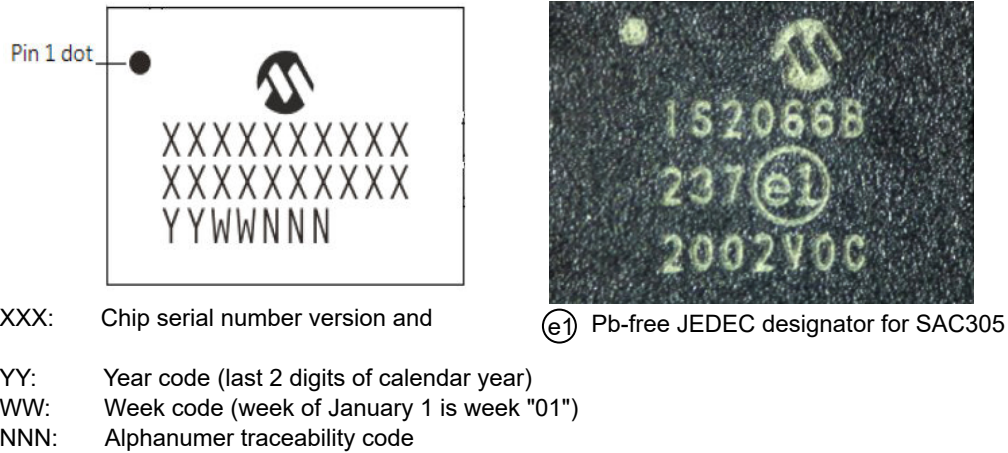 Pin 1 dot
XXXXXXXXXX
XXXXXXXXXX
YYWWNNN
IS2066B
237 e1
2002V0C
XXX: Chip serial number version and
e1 Pb-free JEDEC designator for SAC305
YY: Year code (last 2 digits of calendar year)
WW: Week code (week of January 1 is week "01")
NNN: Alphanumer traceability code